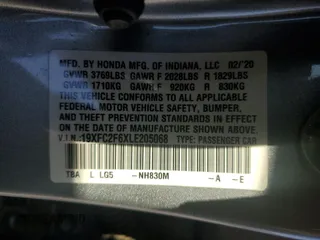 MFD. BY HONDA MFG. OF INDIANA, LLC 02/'20
GVWR 3768LBS GAWR F 2028LBS R 1829LBS
GVWR 1710KG GAWR F 920KG R 830KG
THIS VEHICLE CONFORMS TO ALL APPLICABLE
FEDERAL MOTOR VEHICLE SAFETY, BUMPER,
AND THEFT PREVENTION STANDARDS IN
EFFECT ON THE DATE OF MANUFACTURE
SHOWN ABOVE.
V.I.N. 19XFC2F6XLE205068 TYPE: PASSENGER CAR
TBA L LG5 -NH830M -A -E